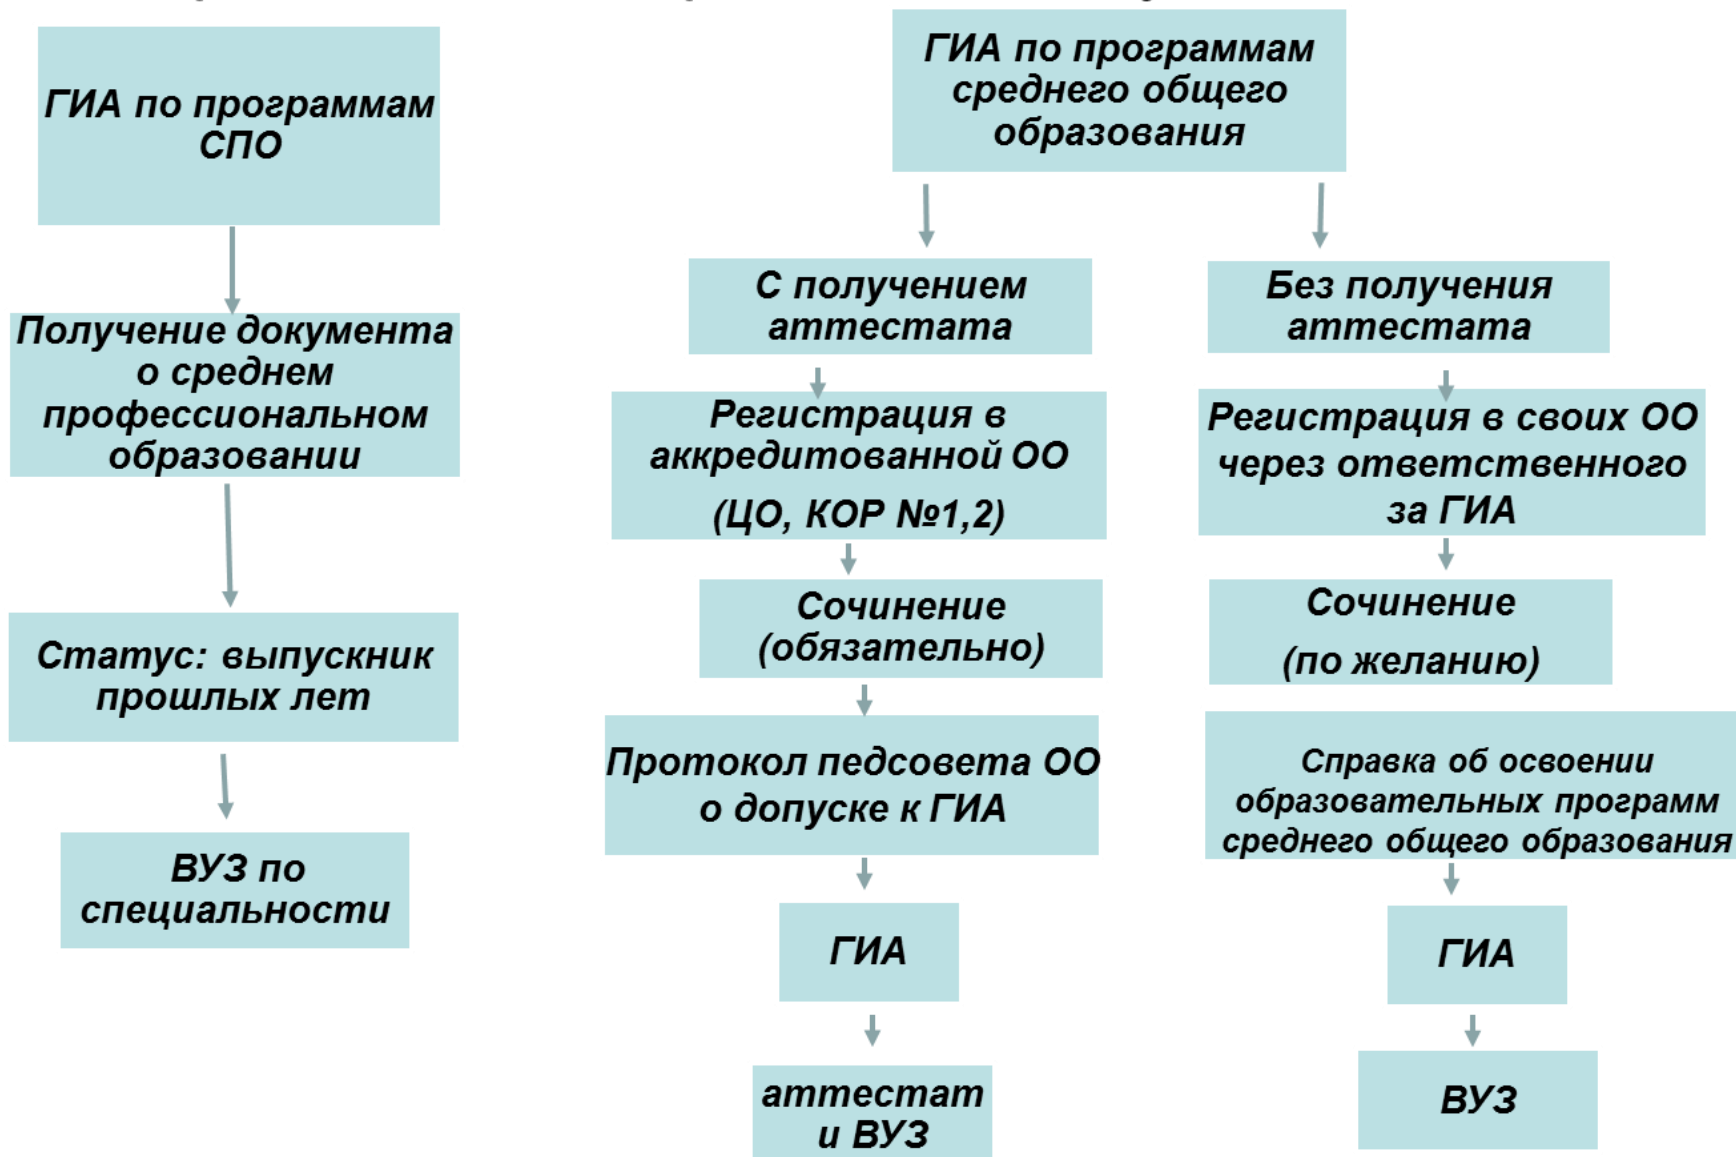 ГИА по программам
СПО
Получение документа
о среднем
профессиональном
образовании
Статус: выпускник
прошлых лет
ВУЗ по
специальности
ГИА по программам
среднего общего
образования
С получением
аттестата
Регистрация в
аккредитованной ОО
(ЦО, КОР №1,2)
Сочинение
(обязательно)
Протокол педсовета ОО
о допуске к ГИА
ГИА
аттестат
и ВУЗ
Без получения
аттестата
Регистрация в своих ОО
через ответственного
за ГИА
Сочинение
(по желанию)
Справка об освоении
образовательных программ
среднего общего образования
ГИА
ВУЗ